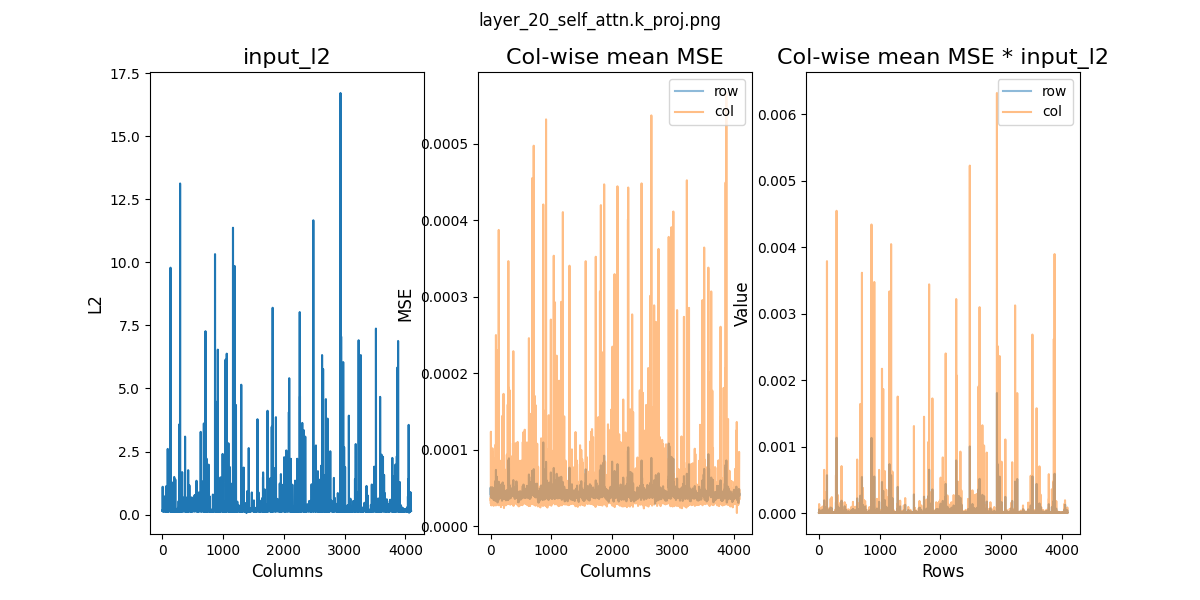 layer_20_self_attn.k_proj.png
input_l2
Col-wise mean MSE
Col-wise mean MSE * input_l2
17.5
15.0
12.5
10.0
7.5
5.0
2.5
0.0
L2
0 1000 2000 3000 4000
Columns
row
col
0.0005
0.0004
0.0003
0.0002
0.0001
0.0000
MSE
0 1000 2000 3000 4000
Columns
row
col
0.006
0.005
0.004
0.003
0.002
0.001
0.000
Value
0 1000 2000 3000 4000
Rows